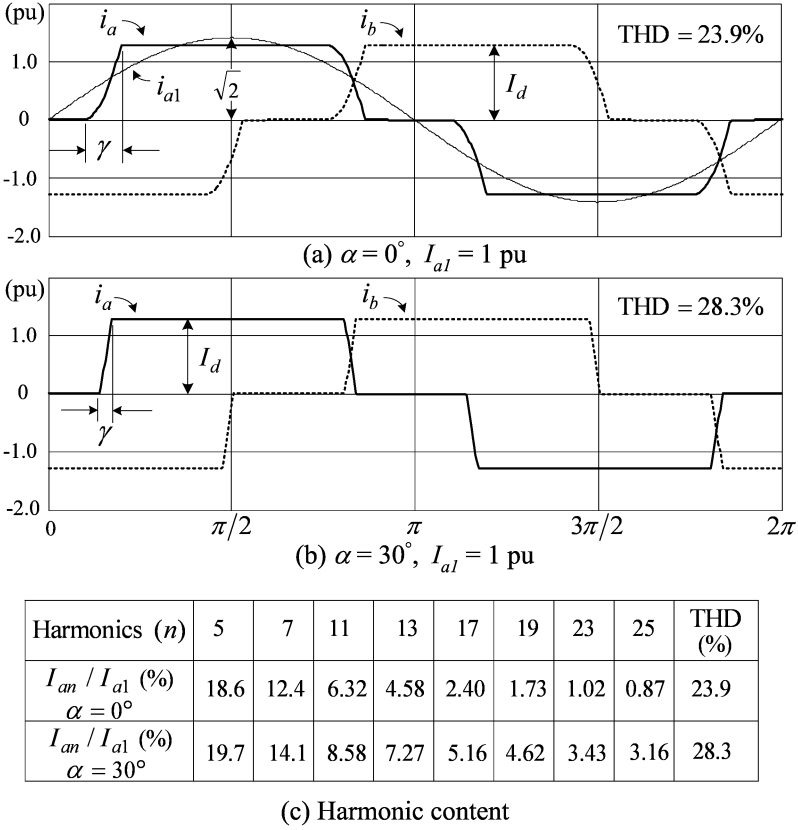 (pu)
i_a
i_b
THD = 23.9%
1.0
i_a1
√2
I_d
0
γ
-1.0
-2.0
(a) α = 0°, I_a1 = 1 pu
(pu)
i_a
i_b
THD = 28.3%
1.0
I_d
0
γ
-1.0
-2.0
0 π/2 π 3π/2 2π
(b) α = 30°, I_a1 = 1 pu
Harmonics (n) 5 7 11 13 17 19 23 25 THD (%)
I_an / I_a1 (%) α = 0° 18.6 12.4 6.32 4.58 2.40 1.73 1.02 0.87 23.9
I_an / I_a1 (%) α = 30° 19.7 14.1 8.58 7.27 5.16 4.62 3.43 3.16 28.3
(c) Harmonic content